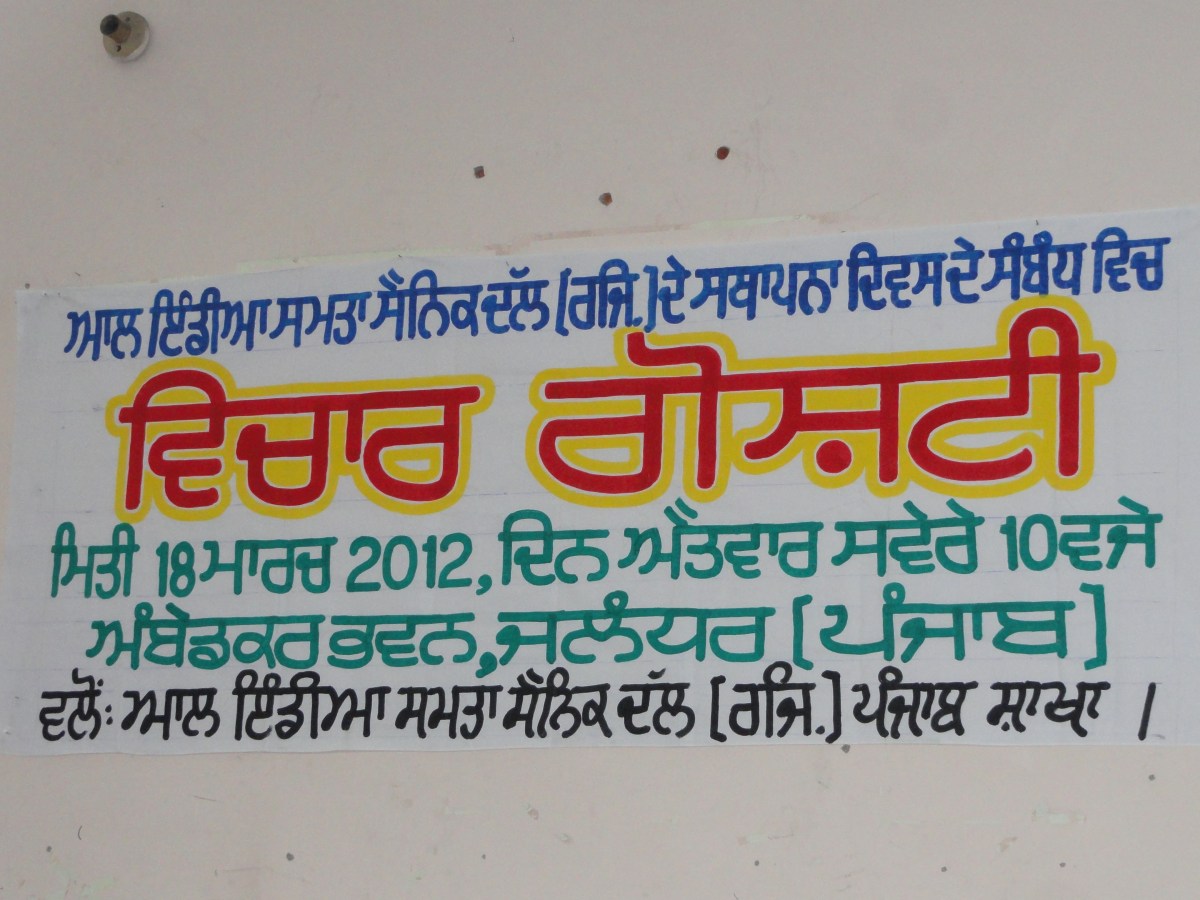 ਆਲ ਇੰਡੀਆ ਸਮਤਾ ਸੈਨਿਕ ਦੱਲ [ਰਜਿ.] ਦੇ ਸਥਾਪਨਾ ਦਿਵਸ ਦੇ ਸੰਬੰਧ ਵਿਚ
ਵਿਚਾਰ ਗੋਸ਼ਟੀ
ਮਿਤੀ 18 ਮਾਰਚ 2012, ਦਿਨ ਐਤਵਾਰ ਸਵੇਰੇ 10 ਵਜੇ
ਅੰਬੇਡਕਰ ਭਵਨ, ਜਲੰਧਰ [ਪੰਜਾਬ]
ਵਲੋਂ: ਆਲ ਇੰਡੀਆ ਸਮਤਾ ਸੈਨਿਕ ਦੱਲ [ਰਜਿ.] ਪੰਜਾਬ ਸ਼ਾਖਾ ।